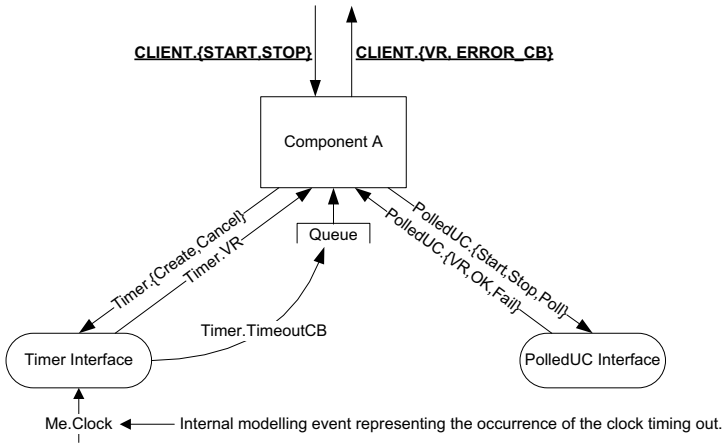 CLIENT.{START,STOP}
CLIENT.{VR, ERROR_CB}
Component A
Timer.{Create,Cancel}
Timer.VR
Queue
PolledUC.{Start,Stop,Poll}
PolledUC.{VR,OK,Fail}
Timer.TimeoutCB
Timer Interface
PolledUC Interface
Me.Clock
Internal modelling event representing the occurrence of the clock timing out.